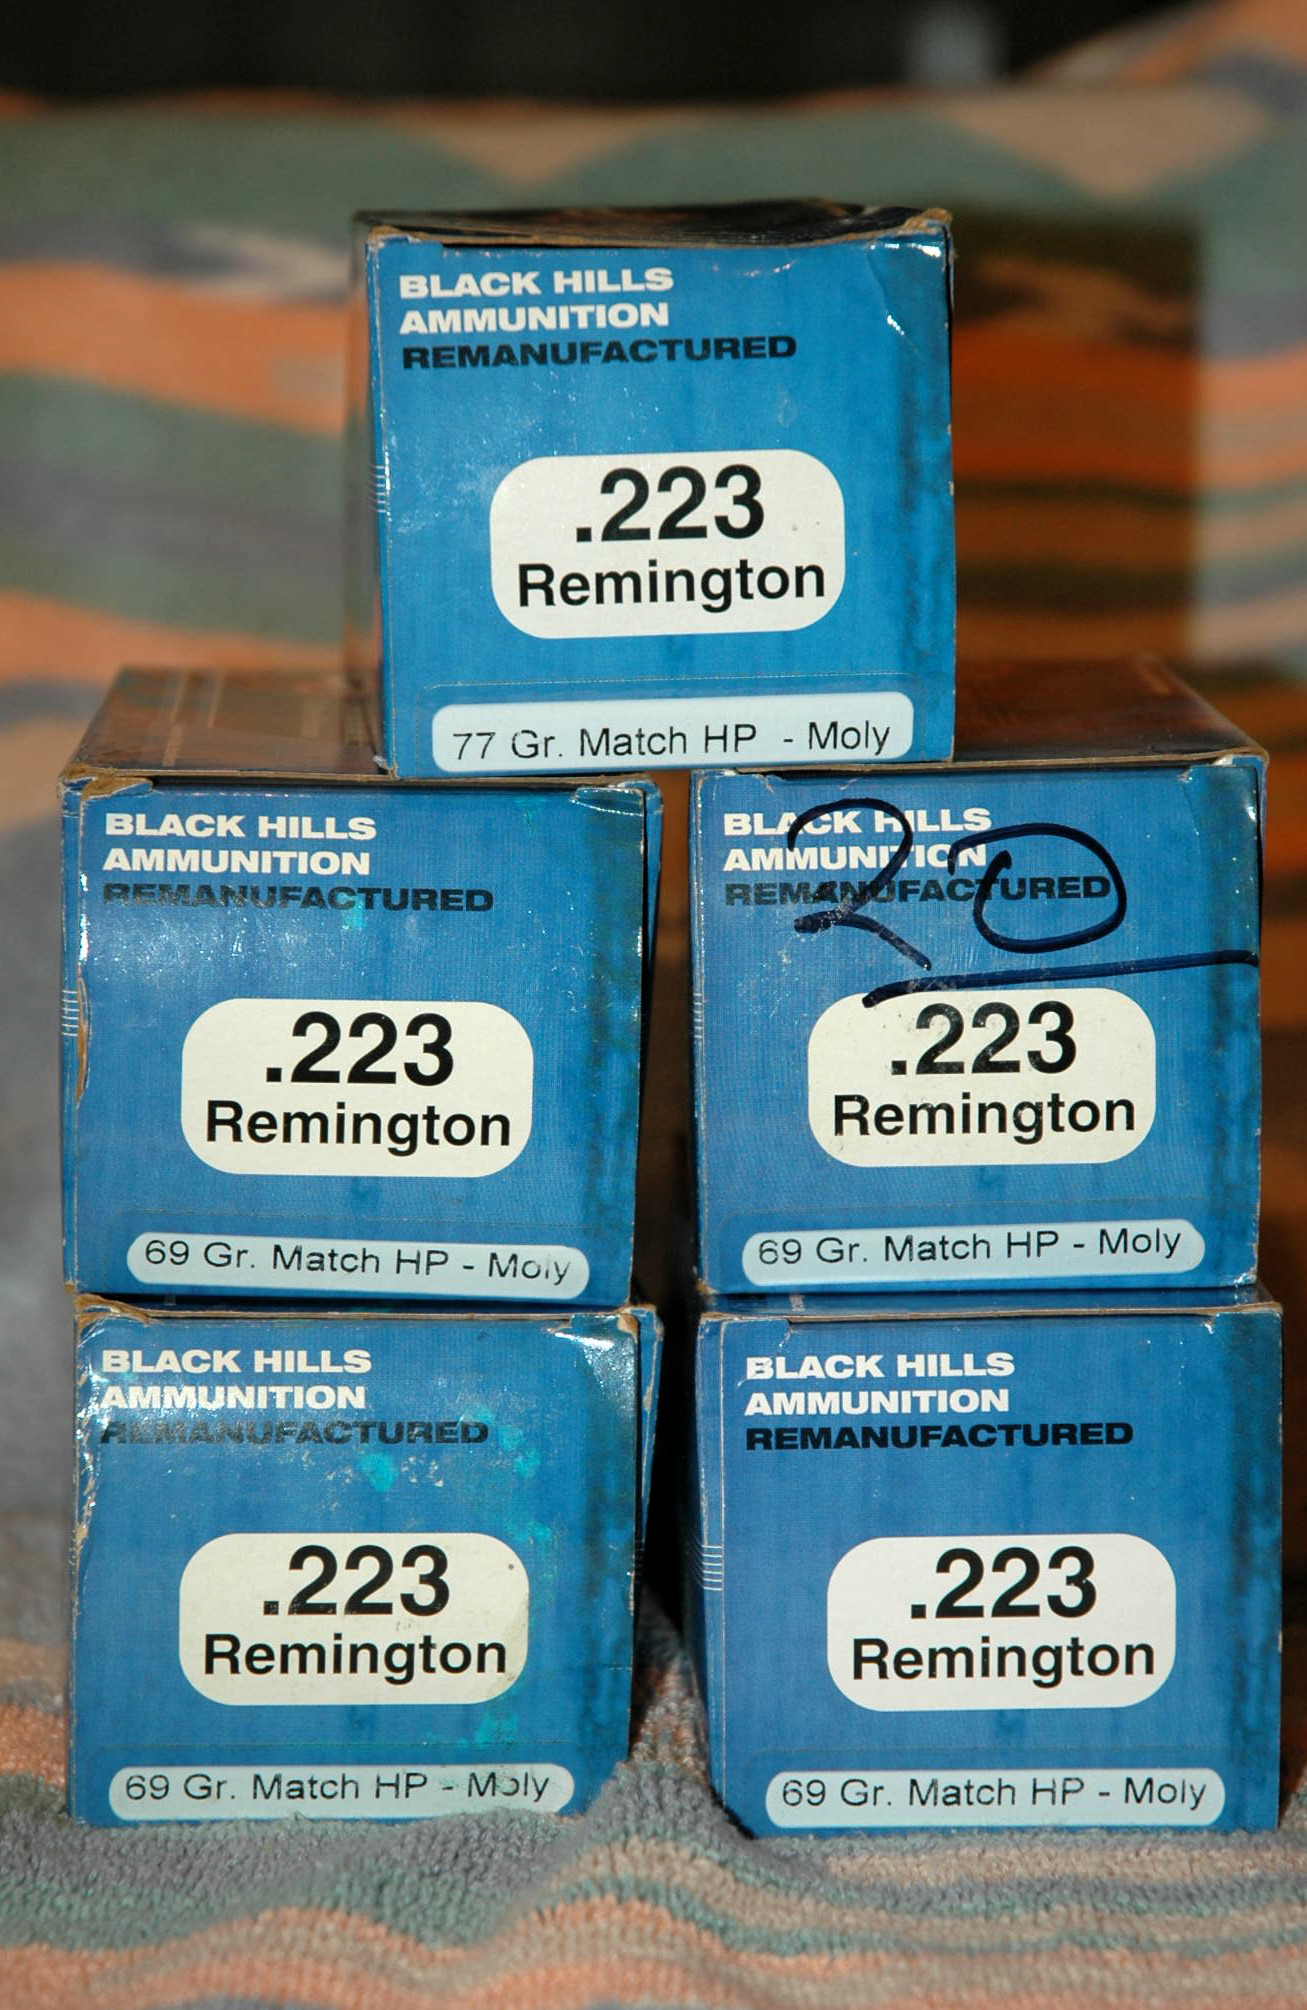 BLACK HILLS
AMMUNITION
REMANUFACTURED
.223
Remington
77 Gr. Match HP - Moly
BLACK HILLS
AMMUNITION
REMANUFACTURED
.223
Remington
69 Gr. Match HP - Moly
BLACK HILLS
AMMUNITION
REMANUFACTURED
20
.223
Remington
69 Gr. Match HP - Moly
BLACK HILLS
AMMUNITION
REMANUFACTURED
.223
Remington
69 Gr. Match HP - Moly
BLACK HILLS
AMMUNITION
REMANUFACTURED
.223
Remington
69 Gr. Match HP - Moly